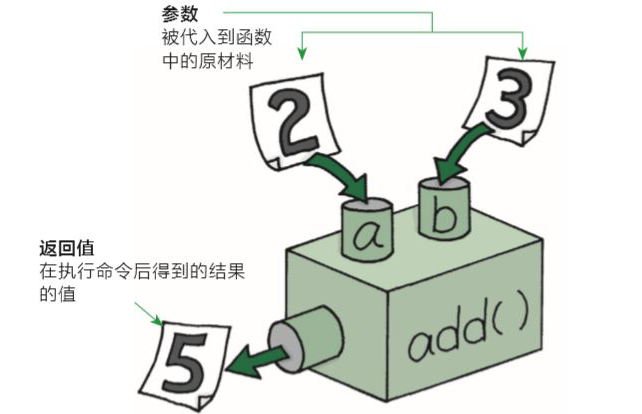 参数
被代入到函数
中的原材料
2
3
a
b
返回值
在执行命令后得到的结果
的值
add()
5